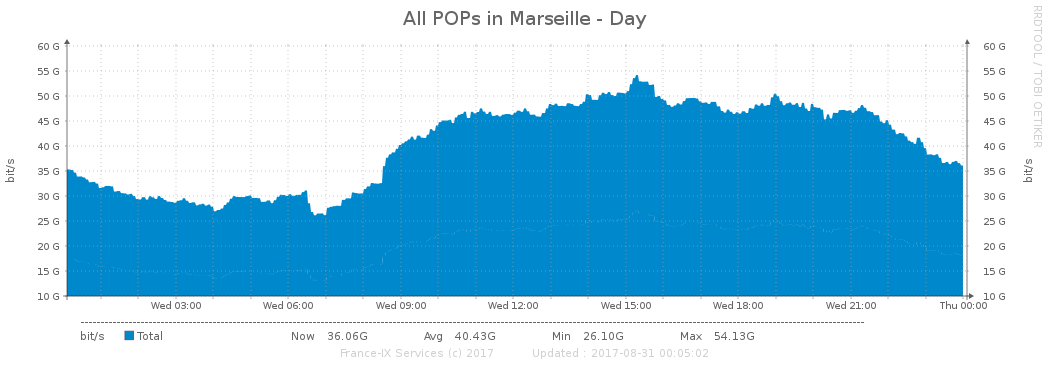 All POPs in Marseille - Day
RRDTOOL / TOBI OETIKER
60 G 60 G
55 G 55 G
50 G 50 G
45 G 45 G
40 G 40 G
35 G 35 G
30 G 30 G
25 G 25 G
20 G 20 G
15 G 15 G
10 G 10 G
bit/s
bit/s
Wed 03:00 Wed 06:00 Wed 09:00 Wed 12:00 Wed 15:00 Wed 18:00 Wed 21:00 Thu 00:00
bit/s Total Now 36.06G Avg 40.43G Min 26.10G Max 54.13G
France-IX Services (c) 2017 Updated : 2017-08-31 00:05:02